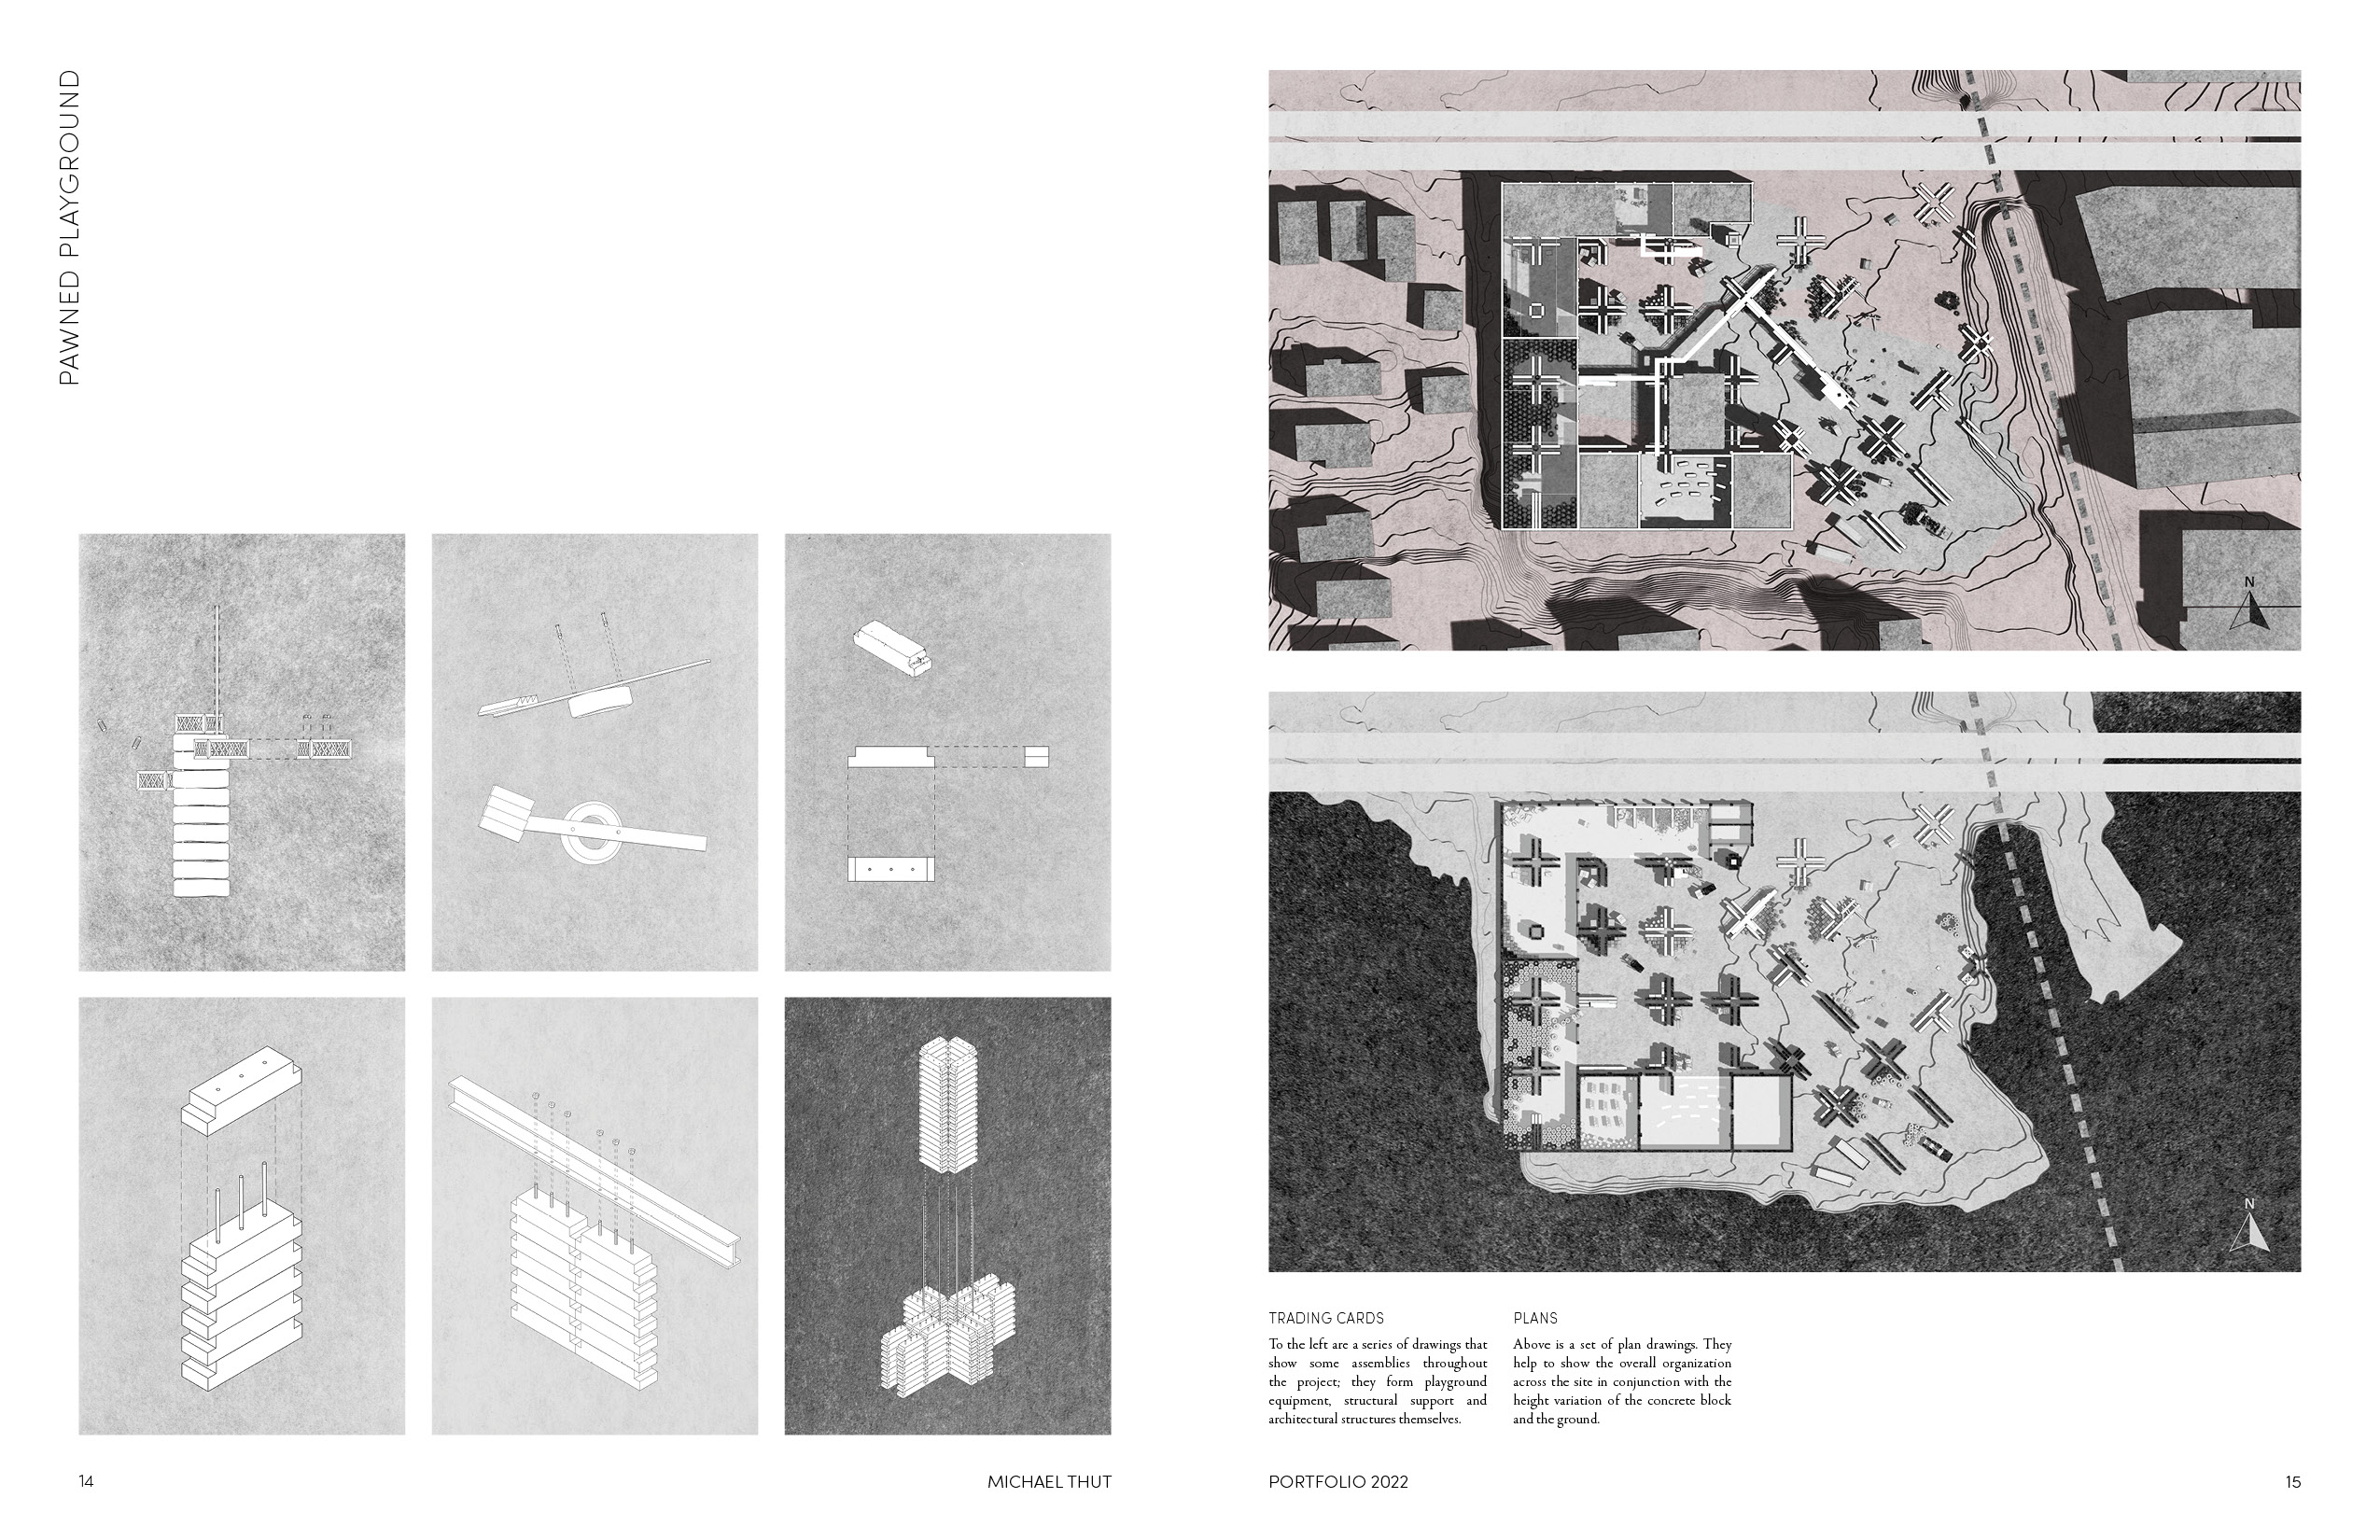 PAWNED PLAYGROUND
N
N
TRADING CARDS
To the left are a series of drawings that
show some assemblies throughout
the project; they form playground
equipment, structural support and
architectural structures themselves.
PLANS
Above is a set of plan drawings. They
help to show the overall organization
across the site in conjunction with the
height variation of the concrete block
and the ground.
14
MICHAEL THUT
PORTFOLIO 2022
15